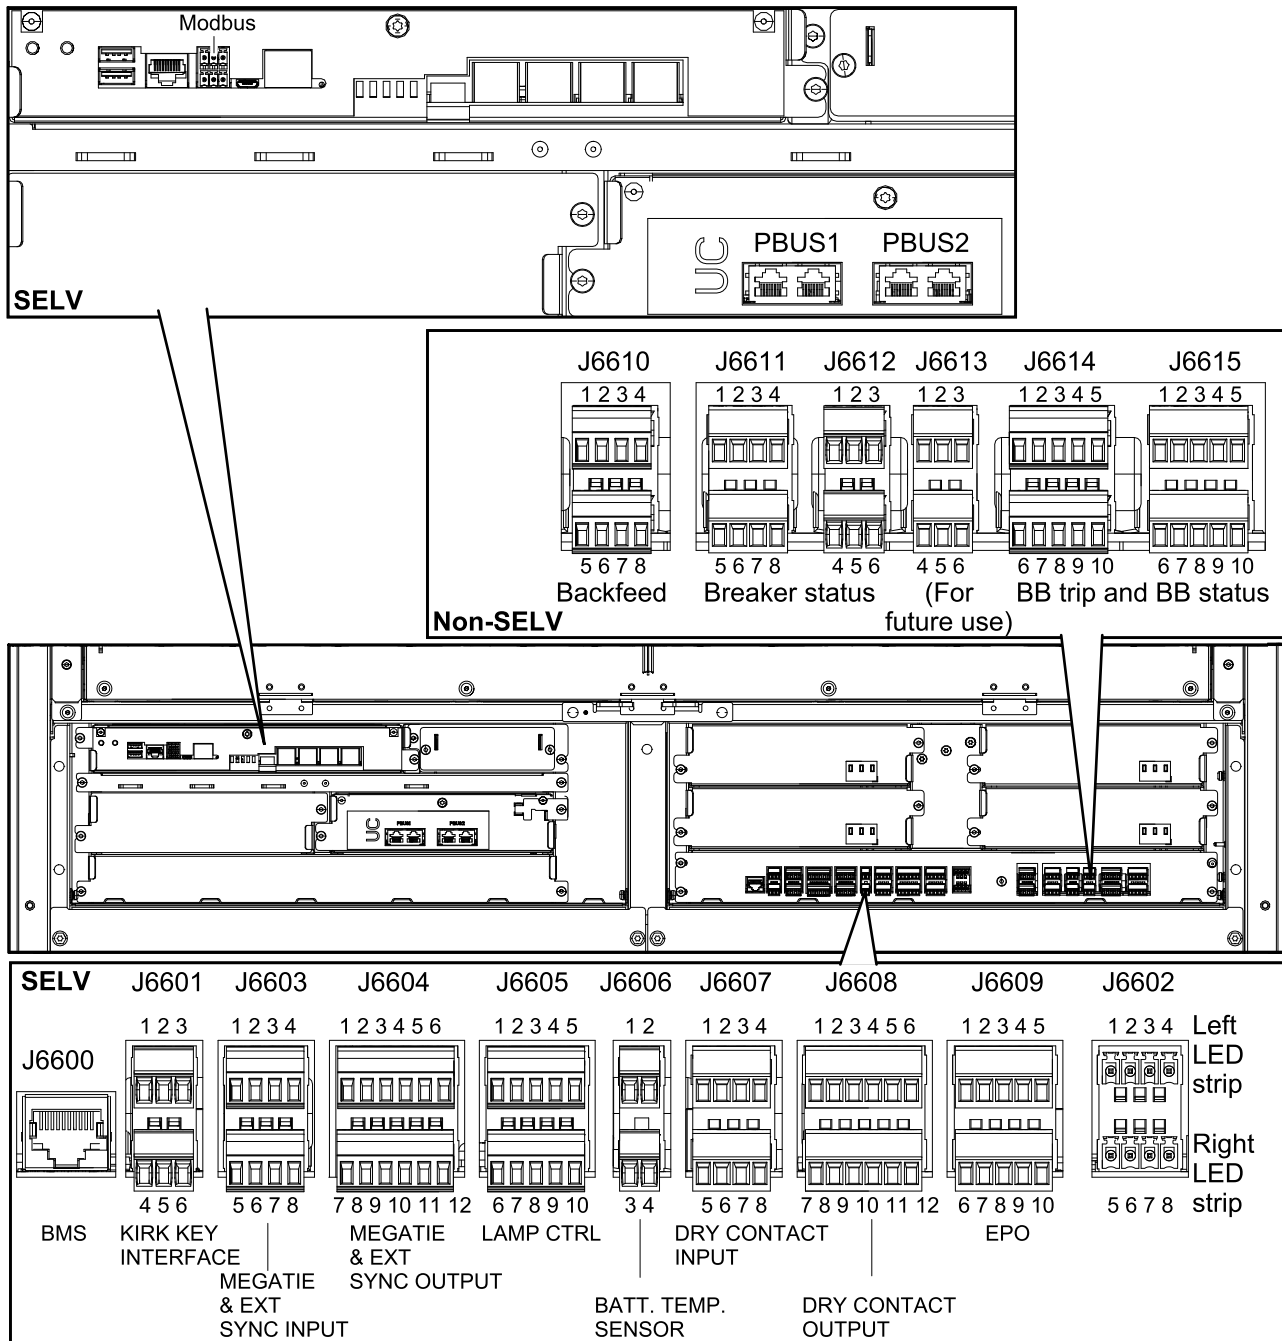 Modbus
UC
PBUS1 PBUS2
SELV
J6610 J6611 J6612 J6613 J6614 J6615
1 2 3 4 1 2 3 4 1 2 3 1 2 3 1 2 3 4 5 1 2 3 4 5
5 6 7 8 5 6 7 8 4 5 6 4 5 6 6 7 8 9 10 6 7 8 9 10
Backfeed Breaker status (For BB trip and BB status
future use)
Non-SELV
UC PBUS1 PBUS2
SELV J6601 J6603 J6604 J6605 J6606 J6607 J6608 J6609 J6602
1 2 3 1 2 3 4 1 2 3 4 5 6 1 2 3 4 5 1 2 1 2 3 4 1 2 3 4 5 6 1 2 3 4 5 1 2 3 4 Left
J6600 LED
strip
Right
LED
4 5 6 5 6 7 8 7 8 9 10 11 12 6 7 8 9 10 3 4 5 6 7 8 7 8 9 10 11 12 6 7 8 9 10 5 6 7 8 strip
BMS KIRK KEY MEGATIE LAMP CTRL DRY CONTACT EPO
INTERFACE & EXT INPUT
MEGATIE SYNC OUTPUT
& EXT BATT. TEMP. DRY CONTACT
SYNC INPUT SENSOR OUTPUT